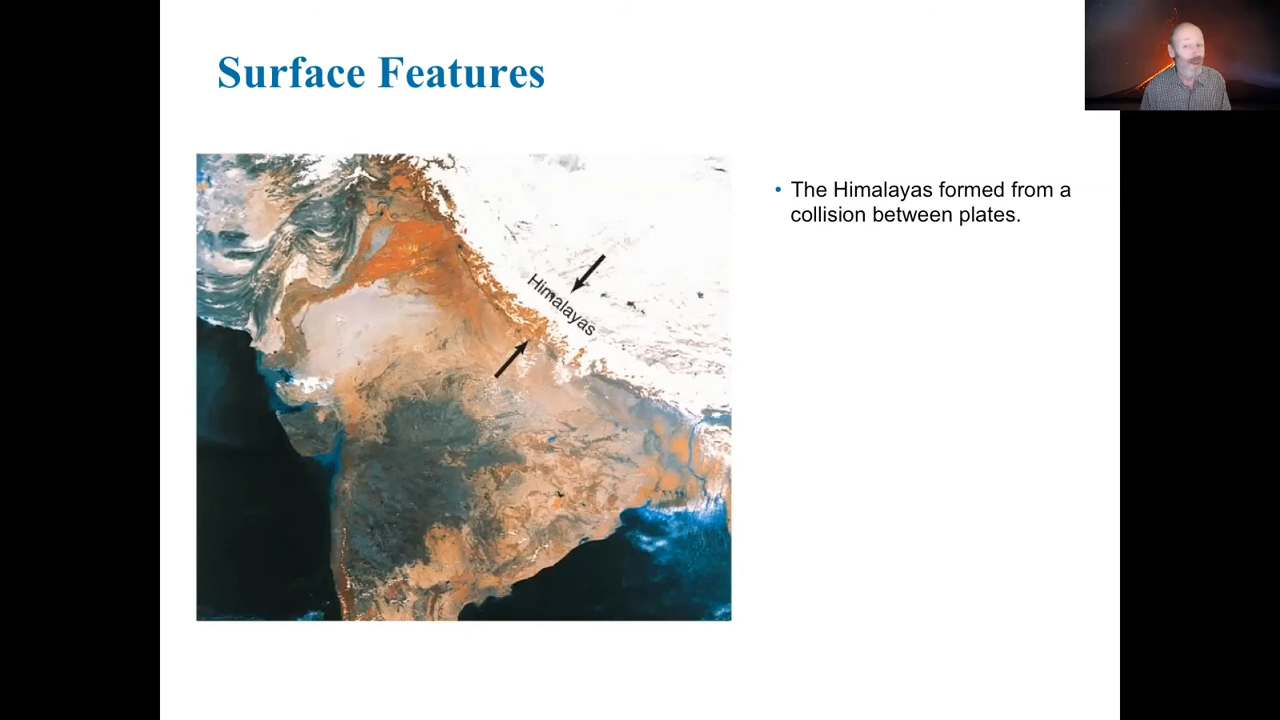 Surface Features
Himalayas
• The Himalayas formed from a
collision between plates.